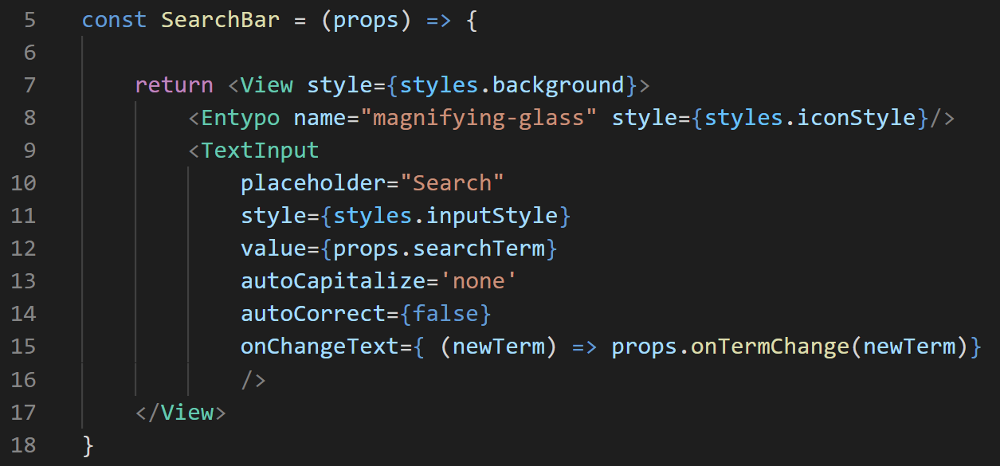 5 const SearchBar = (props) => {
6
7 return <View style={styles.background}>
8 <Entypo name="magnifying-glass" style={styles.iconStyle}/>
9 <TextInput
10 placeholder="Search"
11 style={styles.inputStyle}
12 value={props.searchTerm}
13 autoCapitalize='none'
14 autoCorrect={false}
15 onChangeText={ (newTerm) => props.onTermChange(newTerm)}
16 />
17 </View>
18 }